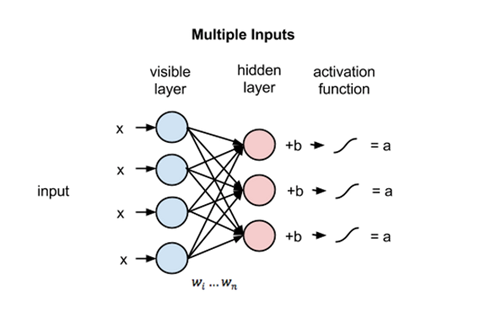 Multiple Inputs
visible
layer
hidden
layer
activation
function
x
+b
= a
x
input
+b
= a
x
+b
= a
x
wᵢ ...wₙ